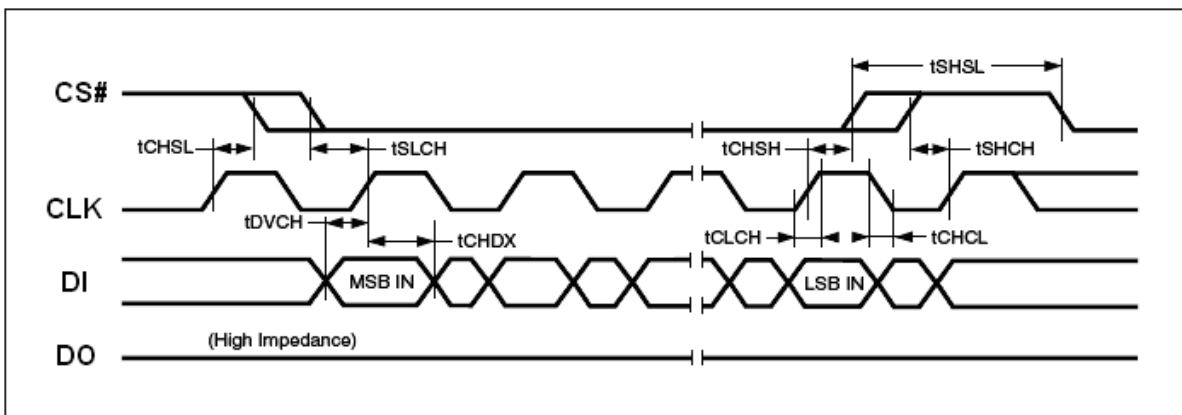 tSHSL
CS#
tCHSL
tSLCH
tCHSH
tSHCH
CLK
tDVCH
tCHDX
tCLCH
tCHCL
DI
MSB IN
LSB IN
(High Impedance)
DO